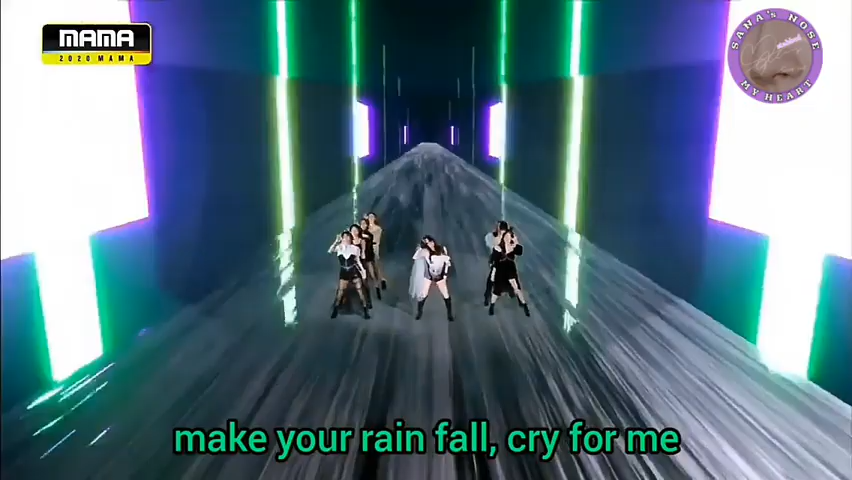 MAMA
2020 MAMA
SANA's NOSE
MY HEART
make your rain fall, cry for me